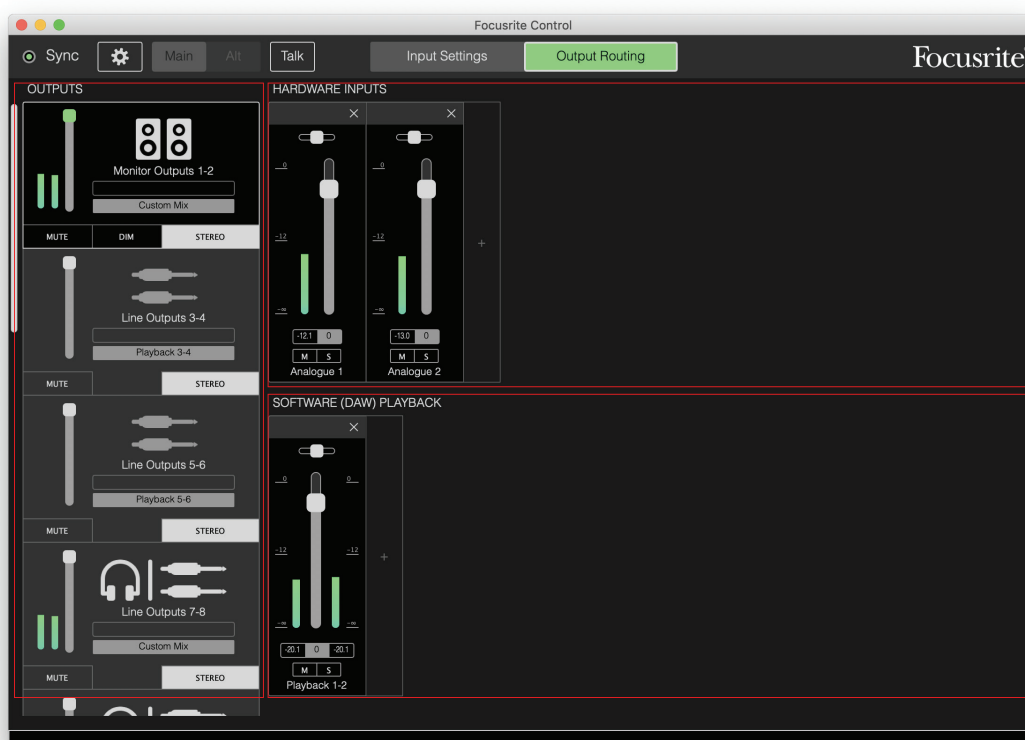 Focusrite Control
Sync
Main
Alt
Talk
Input Settings
Output Routing
Focusrite
OUTPUTS
Monitor Outputs 1-2
Custom Mix
MUTE
DIM
STEREO
Line Outputs 3-4
Playback 3-4
MUTE
STEREO
Line Outputs 5-6
Playback 5-6
MUTE
STEREO
Line Outputs 7-8
Custom Mix
MUTE
STEREO
HARDWARE INPUTS
0
-12
-∞
-12.1
0
M
S
Analogue 1
0
-12
-∞
-13.0
0
M
S
Analogue 2
+
SOFTWARE (DAW) PLAYBACK
0
0
-12
-12
-∞
-∞
-20.1
0
-20.1
M
S
Playback 1-2
+